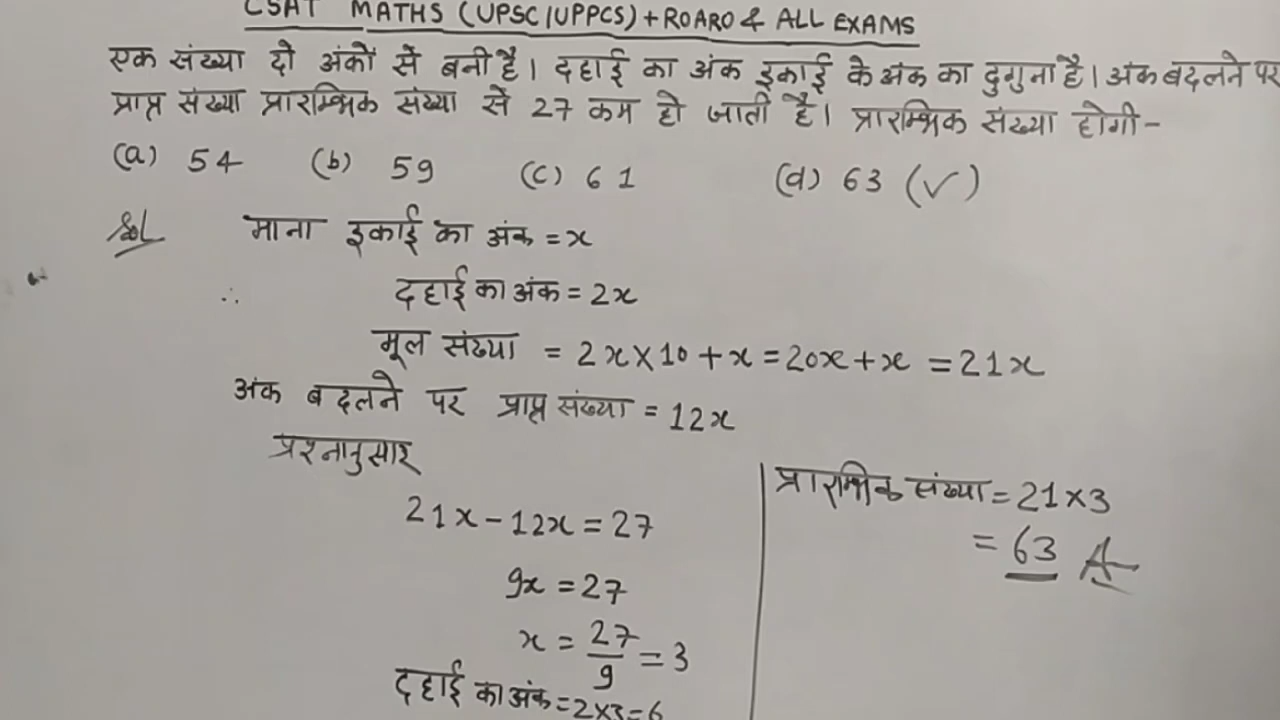 CSAT MATHS (UPSC/UPPCS) + ROARO & ALL EXAMS
एक संख्या दो अंकों से बनी है। दहाई का अंक इकाई के अंक का दुगुना है। अंक बदलने पर
प्राप्त संख्या प्रारम्भिक संख्या से 27 कम हो जाती है। प्रारम्भिक संख्या होगी -
(a) 54 (b) 59 (c) 61 (d) 63 (✓)
Sol माना इकाई का अंक = x
∴ दहाई का अंक = 2x
मूल संख्या = 2x×10 + x = 20x + x = 21x
अंक बदलने पर प्राप्त संख्या = 12x
प्रश्नानुसार
21x - 12x = 27
9x = 27
x = 27/9 = 3
दहाई का अंक = 2×3 = 6
प्रारम्भिक संख्या = 21×3
= 63 A